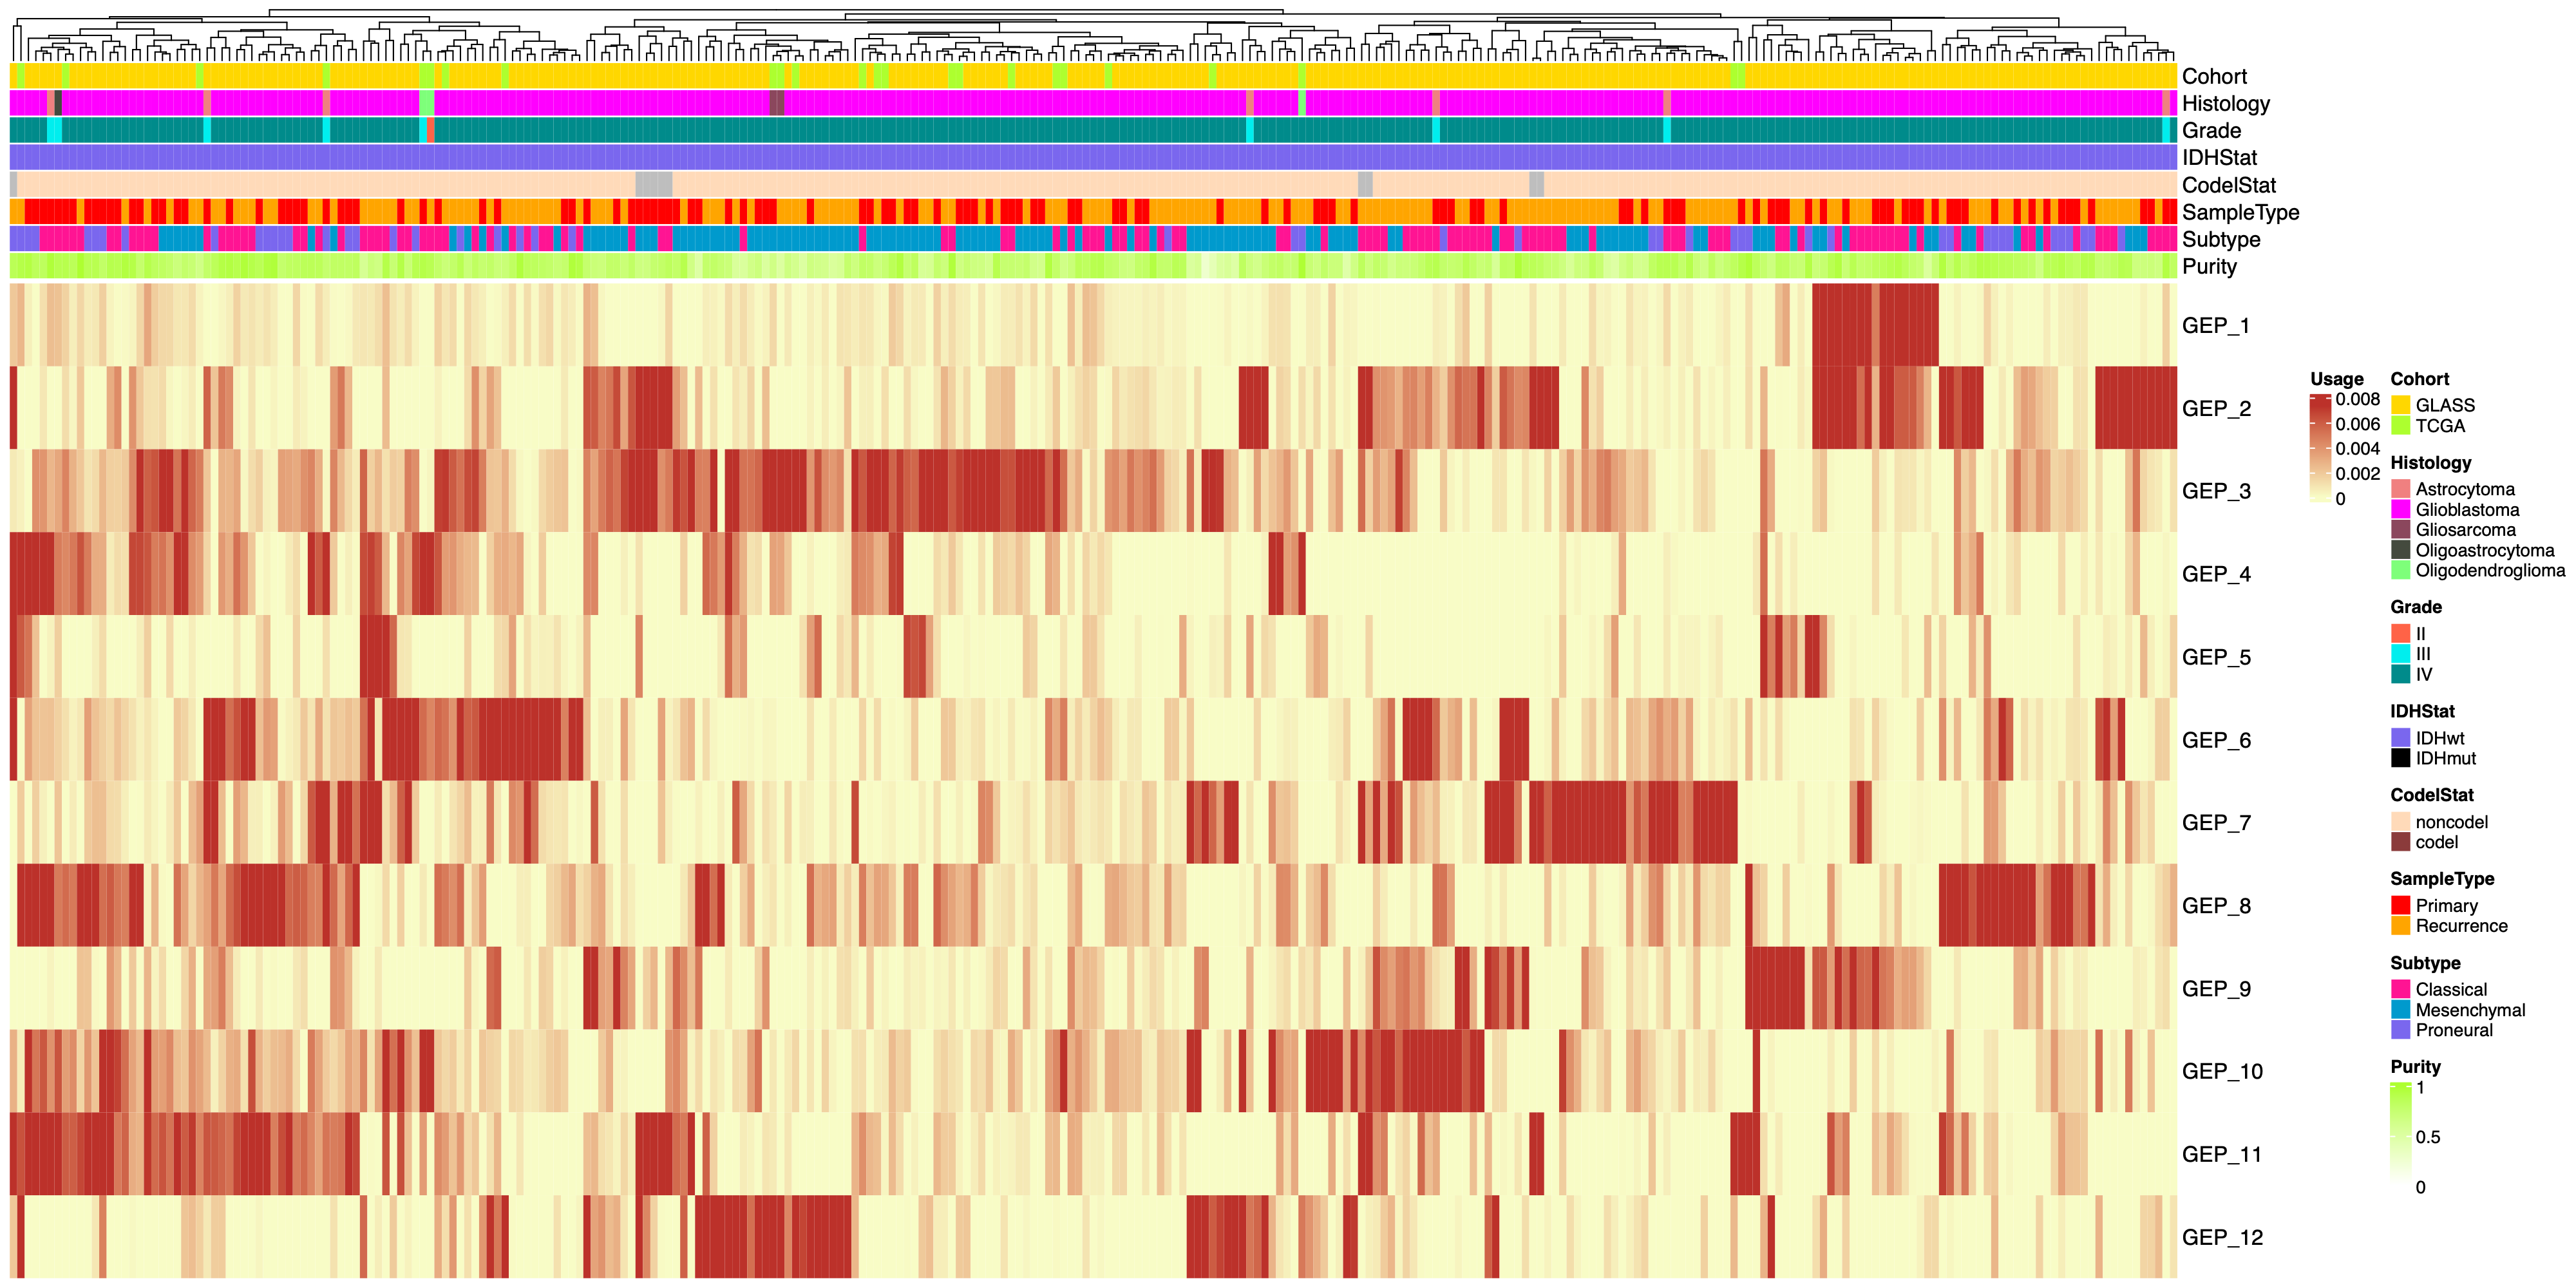 Cohort
Histology
Grade
IDHStat
CodelStat
SampleType
Subtype
Purity
GEP_1
GEP_2
GEP_3
GEP_4
GEP_5
GEP_6
GEP_7
GEP_8
GEP_9
GEP_10
GEP_11
GEP_12
Usage
0.008
0.006
0.004
0.002
0
Cohort
GLASS
TCGA
Histology
Astrocytoma
Glioblastoma
Gliosarcoma
Oligoastrocytoma
Oligodendroglioma
Grade
II
III
IV
IDHStat
IDHwt
IDHmut
CodelStat
noncodel
codel
SampleType
Primary
Recurrence
Subtype
Classical
Mesenchymal
Proneural
Purity
1
0.5
0